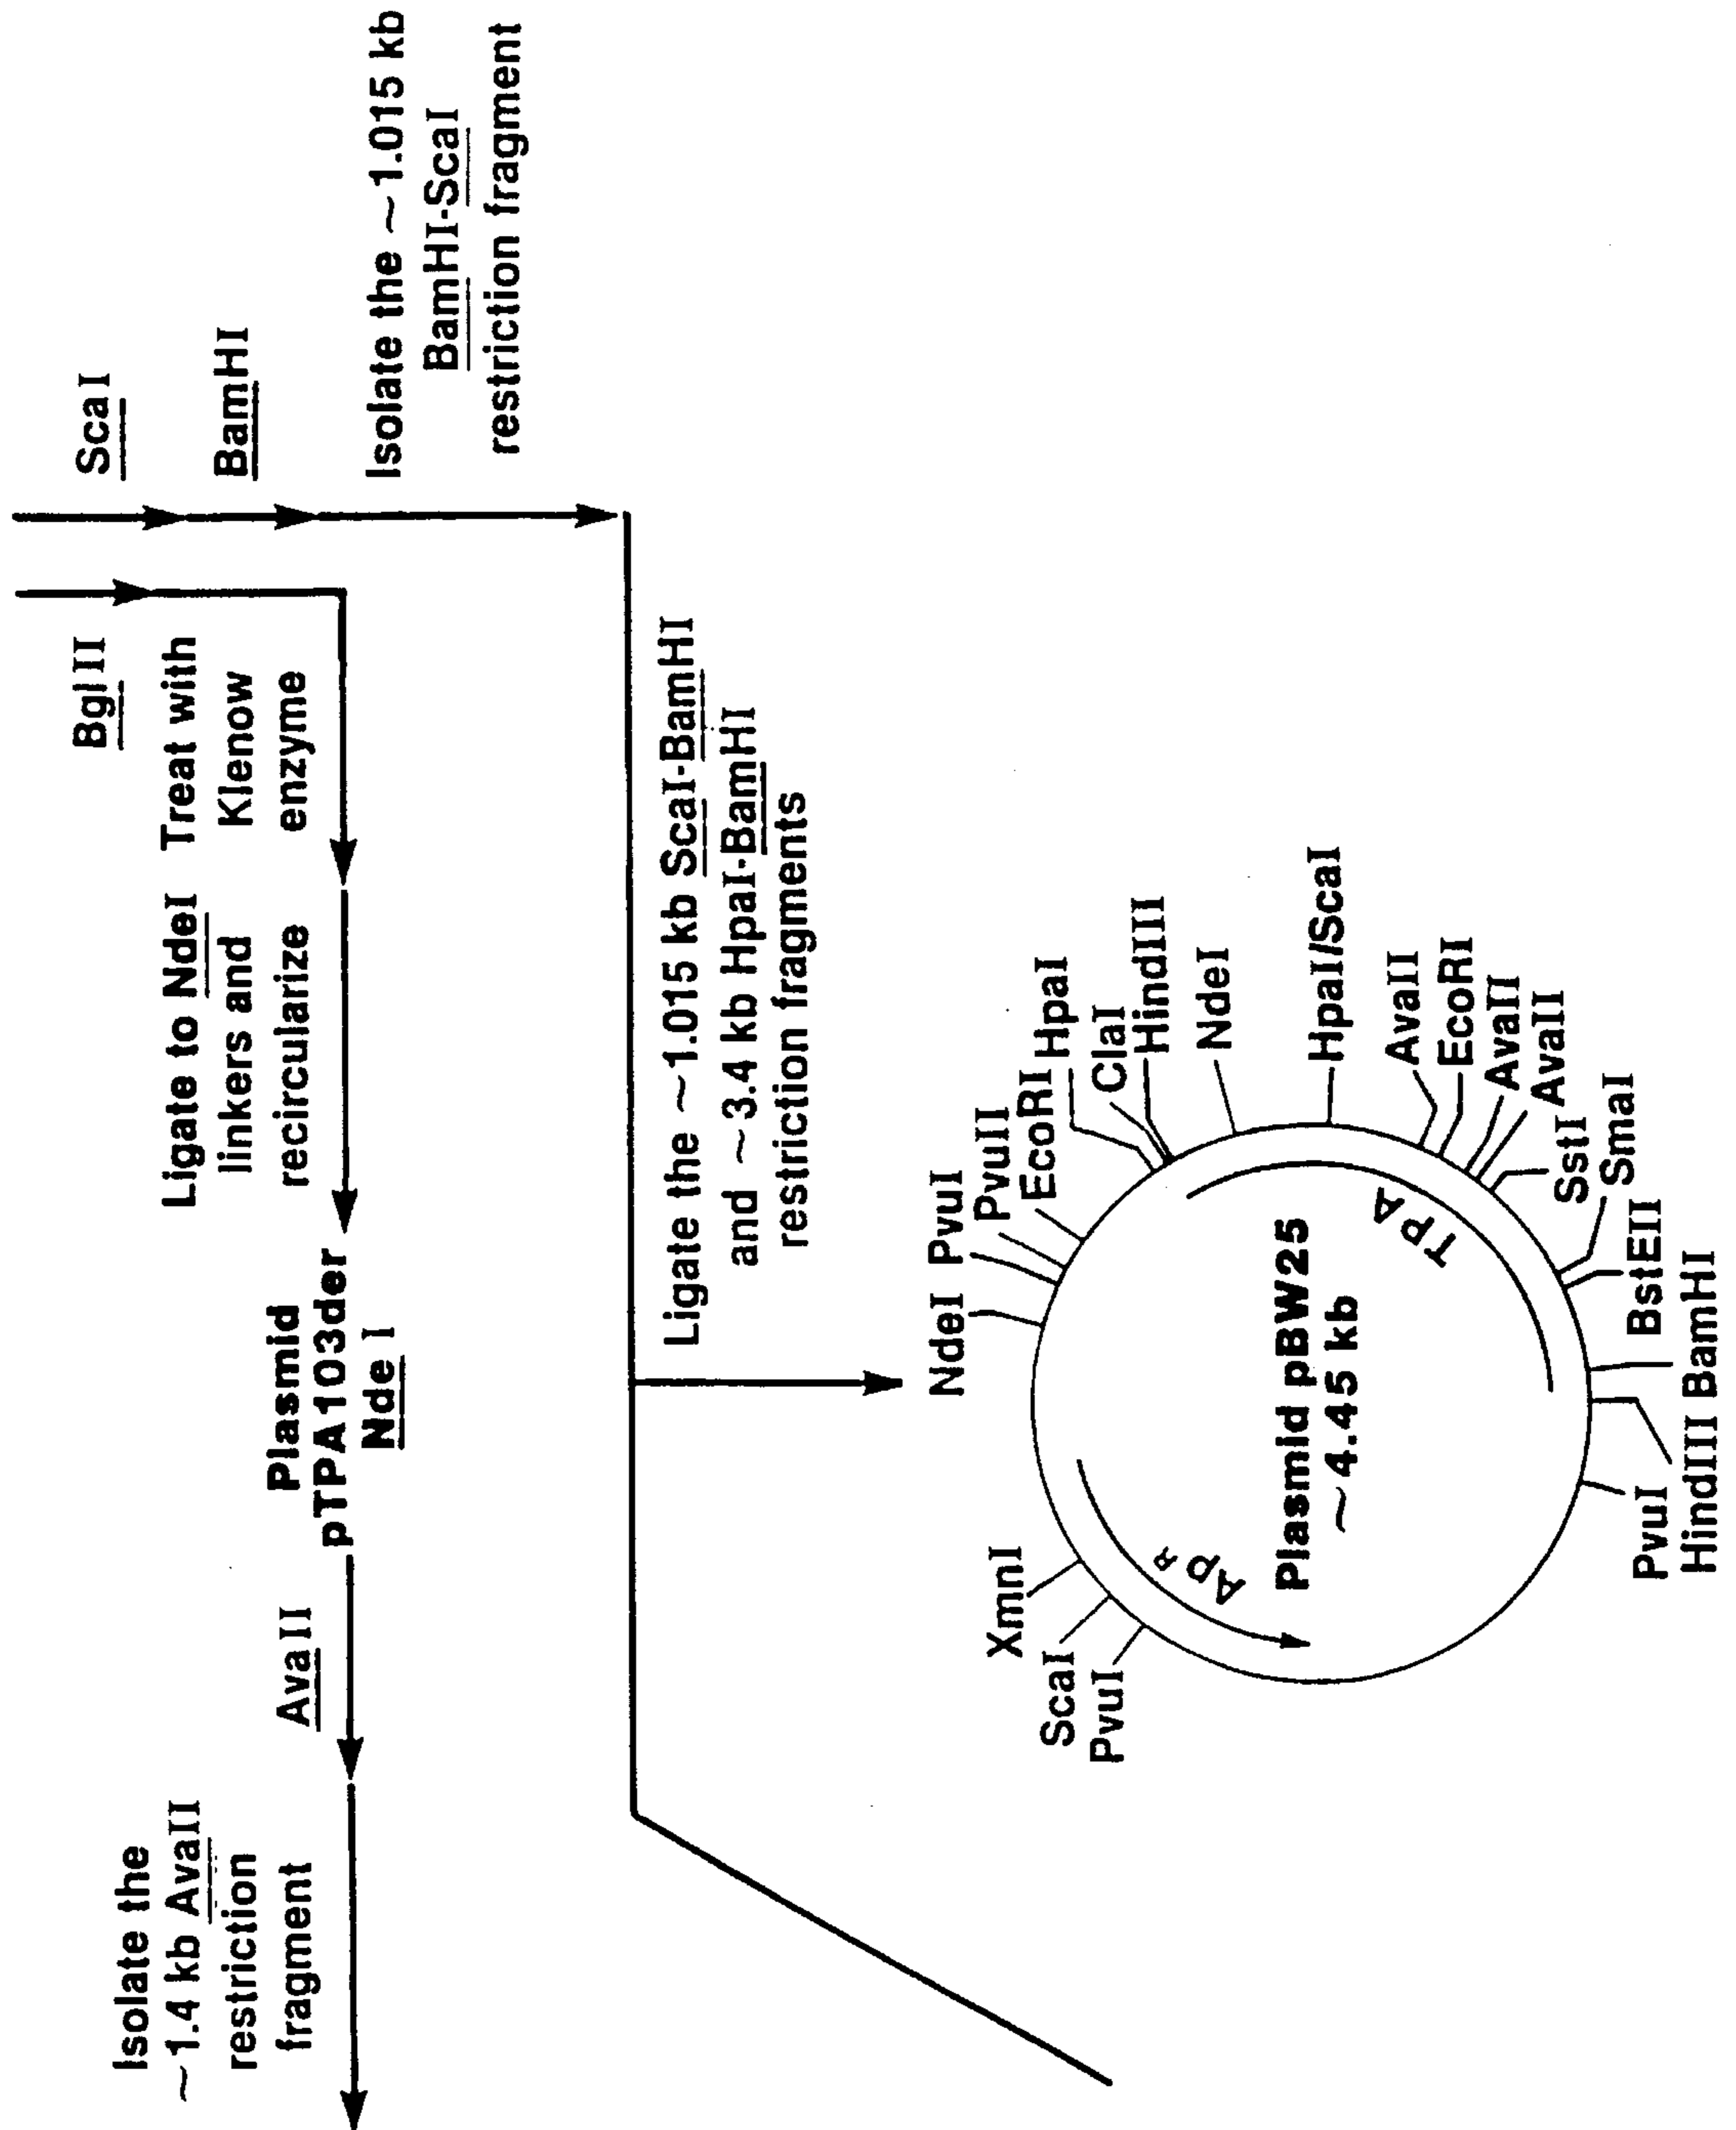 Isolate the
~1.4 kb AvaII
restriction
fragment
AvaII
Plasmid
pTPA103der
Nde I
Ligate to NdeI
linkers and
recircularize
Treat with
Klenow
enzyme
BglII
ScaI
BamHI
Isolate the ~1.015 kb
BamHI-ScaI
restriction fragment
Ligate the ~1.015 kb ScaI-BamHI
and ~3.4 kb HpaI-BamHI
restriction fragments
NdeI
PvuI
PvuII
EcoRI
HpaI
ClaI
HindIII
NdeI
HpaI/ScaI
AvaII
EcoRI
AvaII
AvaII
SstI
SmaI
BstEII
BamHI
HindIII
PvuI
PvuI
ScaI
XmnI
ApR
TPA
Plasmid pBW25
~4.45 kb